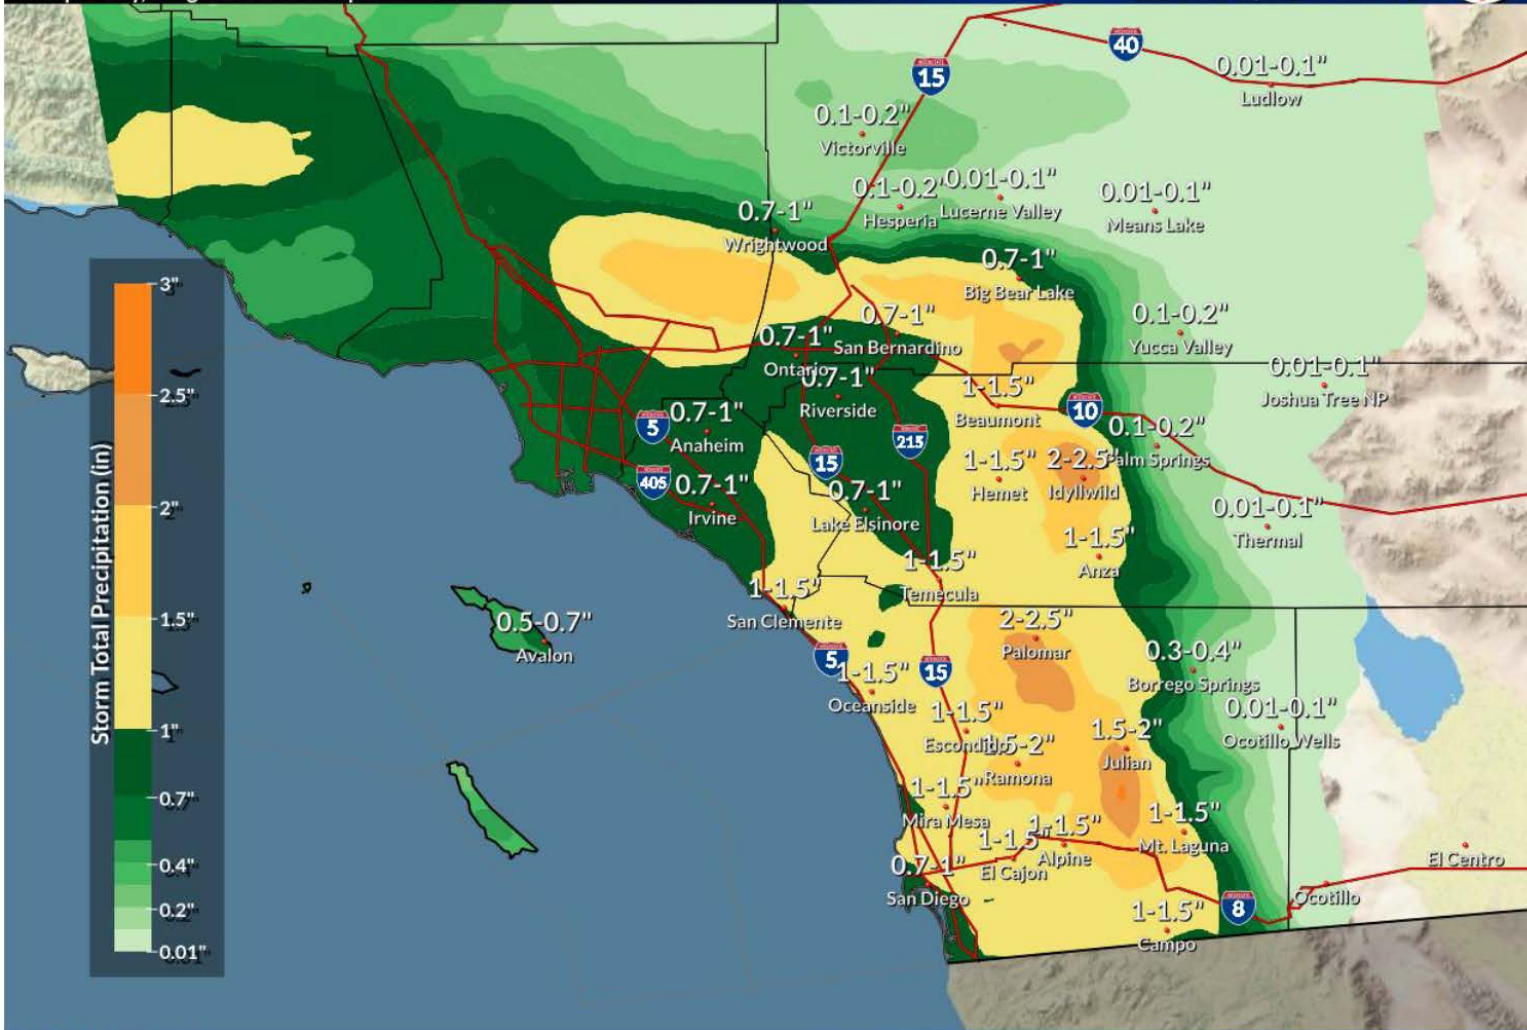 40
15
0.01-0.1"
Ludlow
0.1-0.2"
Victorville
0.1-0.2"
Hesperia
0.01-0.1"
Lucerne Valley
0.01-0.1"
Means Lake
0.7-1"
Wrightwood
0.7-1"
Big Bear Lake
0.7-1"
San Bernardino
0.1-0.2"
Yucca Valley
0.7-1"
Ontario
0.7-1"
Riverside
0.01-0.1"
Joshua Tree NP
1-1.5"
Beaumont
10
5
0.7-1"
Anaheim
215
15
0.1-0.2"
Palm Springs
1-1.5"
Hemet
2-2.5"
Idyllwild
405
0.7-1"
Irvine
0.7-1"
Lake Elsinore
0.01-0.1"
Thermal
1-1.5"
Anza
1-1.5"
Temecula
1-1.5"
San Clemente
0.5-0.7"
Avalon
2-2.5"
Palomar
5
15
0.3-0.4"
Borrego Springs
1-1.5"
Oceanside
1-1.5"
Escondido
0.01-0.1"
Ocotillo Wells
1.5-2"
Ramona
1.5-2"
Julian
1-1.5"
Mira Mesa
1-1.5"
El Cajon
1-1.5"
Alpine
1-1.5"
Mt. Laguna
El Centro
0.7-1"
San Diego
Ocotillo
8
1-1.5"
Campo
Storm Total Precipitation (in)
3"
2.5"
2"
1.5"
1"
0.7"
0.4"
0.2"
0.01"